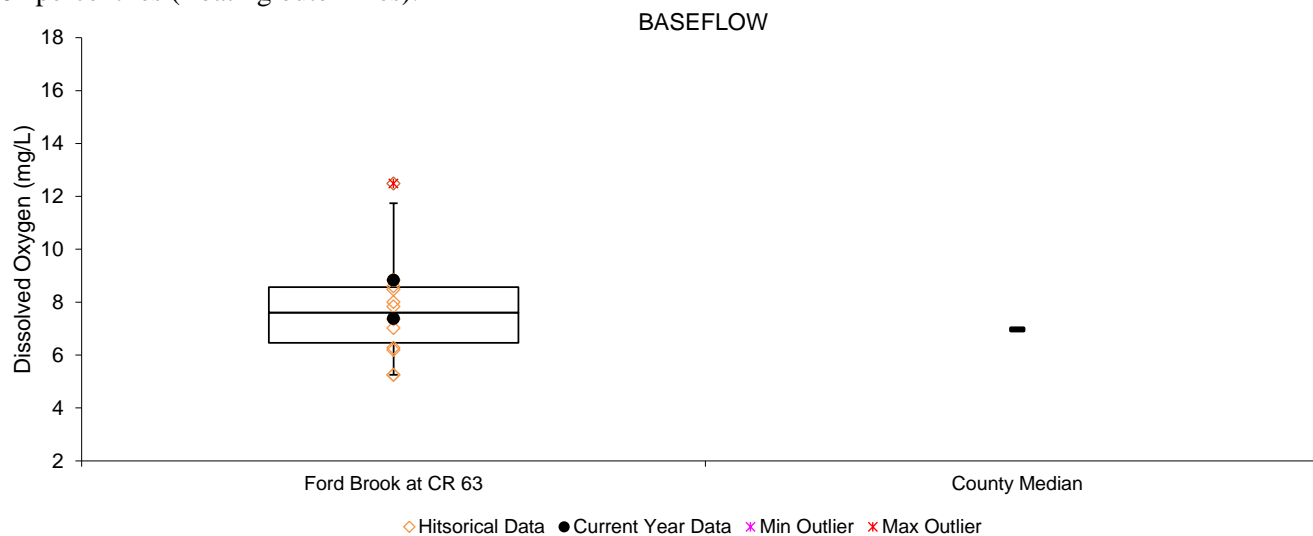 BASEFLOW
18
16
14
12
10
8
6
4
2
Dissolved Oxygen (mg/L)
Ford Brook at CR 63 County Median
Hitsorical Data Current Year Data Min Outlier Max Outlier